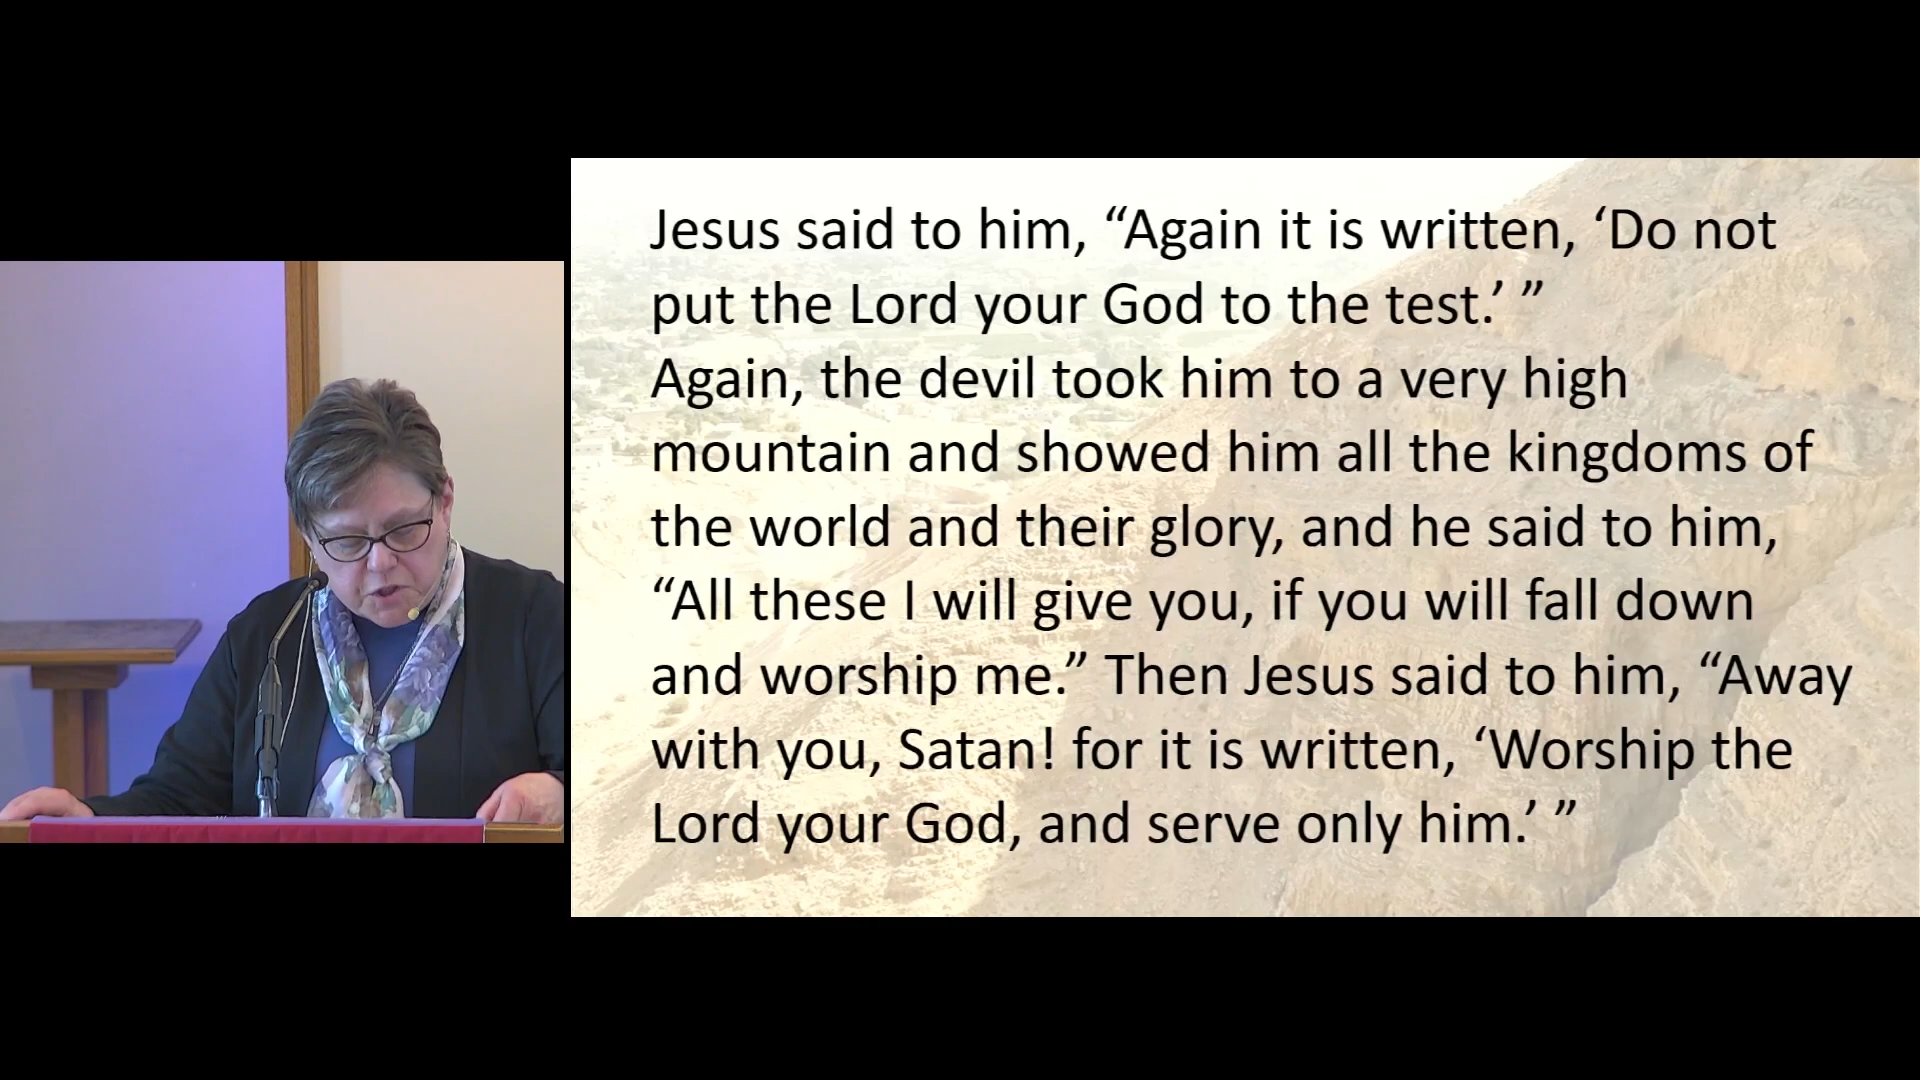 Jesus said to him, “Again it is written, ‘Do not
put the Lord your God to the test.’ ”
Again, the devil took him to a very high
mountain and showed him all the kingdoms of
the world and their glory, and he said to him,
“All these I will give you, if you will fall down
and worship me.” Then Jesus said to him, “Away
with you, Satan! for it is written, ‘Worship the
Lord your God, and serve only him.’ ”